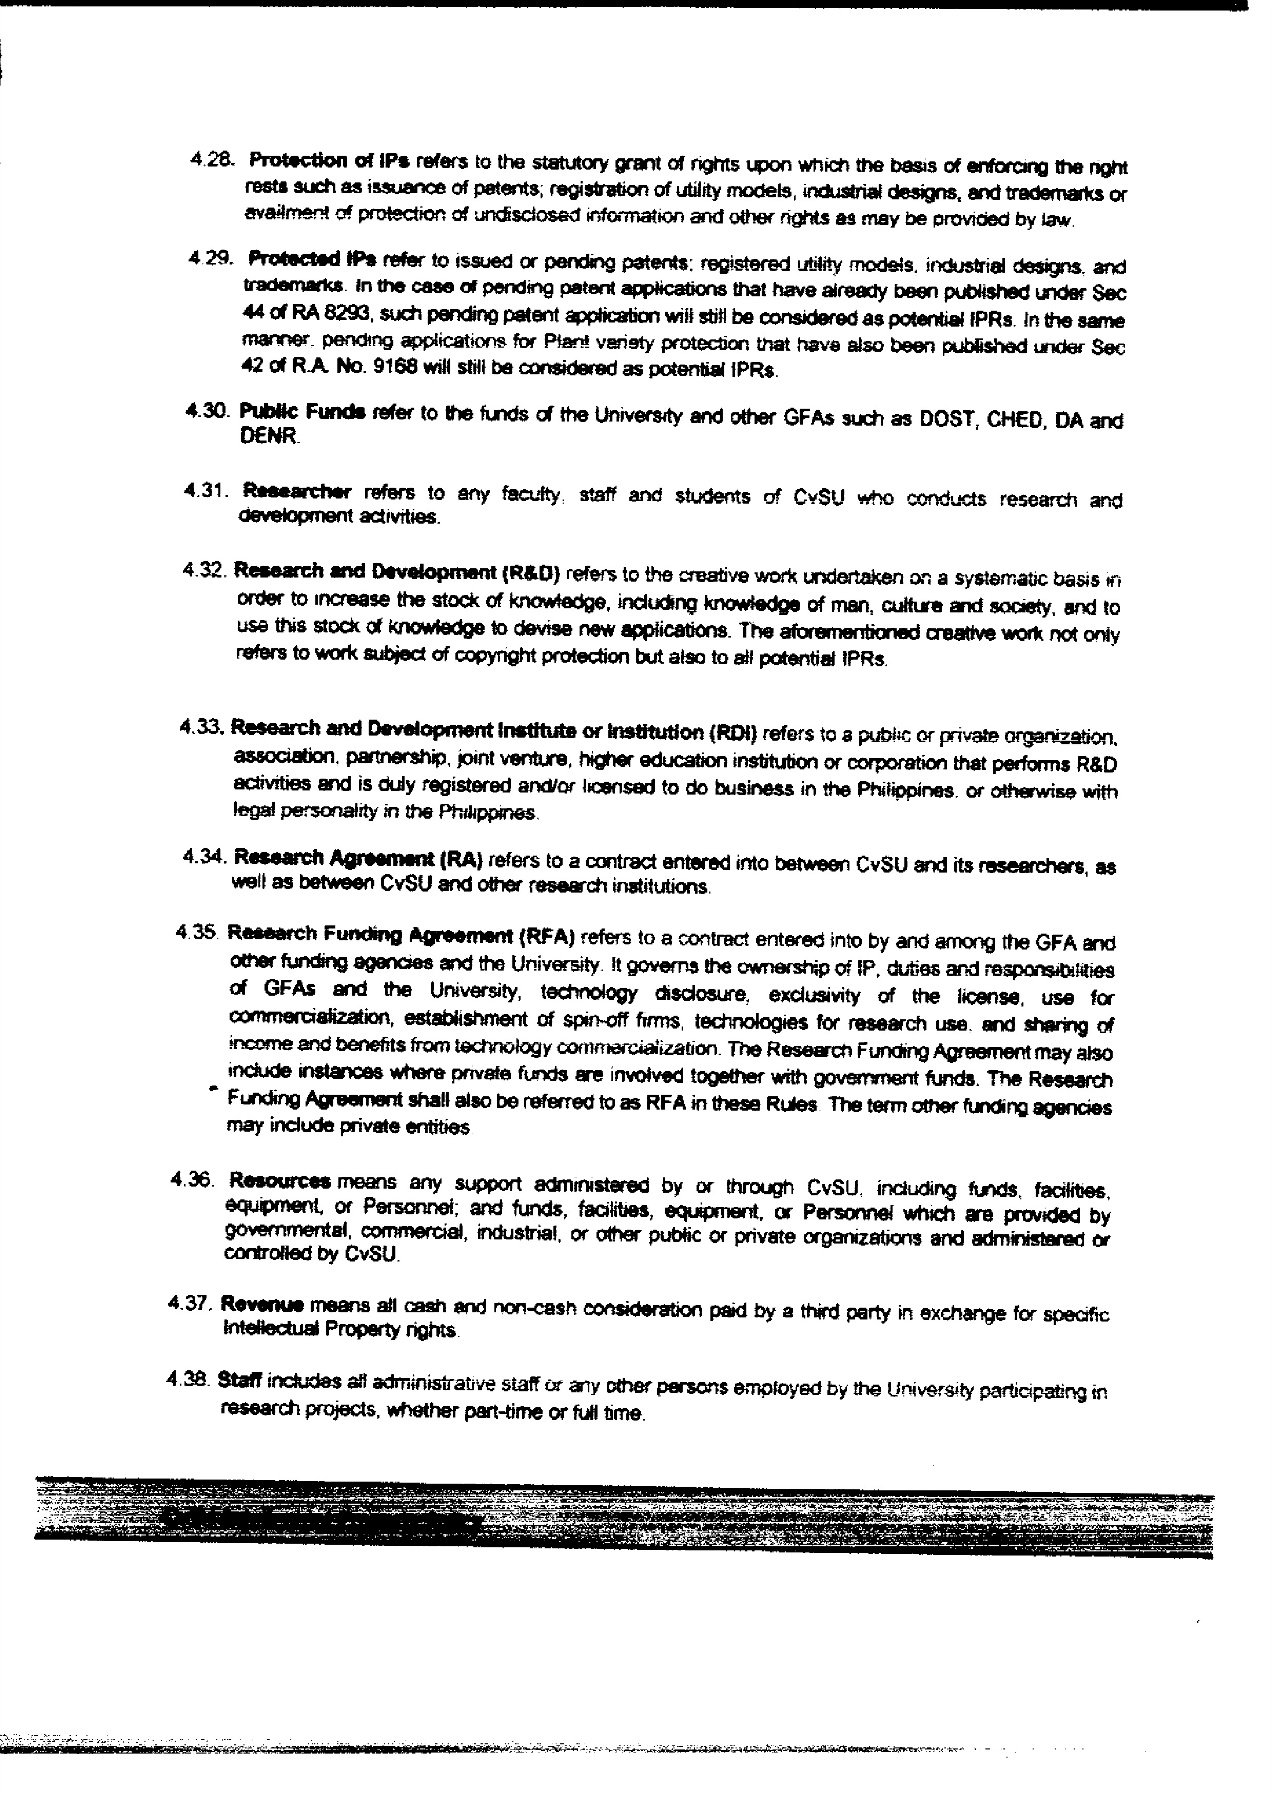 4.28. Protection of IPs refers to the statutory grant of rights upon which the basis of enforcing the right
rests such as issuance of patents; registration of utility models, industrial designs, and trademarks or
availment of protection of undisclosed information and other rights as may be provided by law.
4.29. Protected IPs refer to issued or pending patents; registered utility models, industrial designs, and
trademarks. In the case of pending patent applications that have already been published under Sec
44 of RA 8293, such pending patent application will still be considered as potential IPRs. In the same
manner, pending applications for Plant variety protection that have also been published under Sec
42 of R.A. No. 9168 will still be considered as potential IPRs.
4.30. Public Funds refer to the funds of the University and other GFAs such as DOST, CHED, DA and
DENR.
4.31. Researcher refers to any faculty, staff and students of CvSU who conducts research and
development activities.
4.32. Research and Development (R&D) refers to the creative work undertaken on a systematic basis in
order to increase the stock of knowledge, including knowledge of man, culture and society, and to
use this stock of knowledge to devise new applications. The aforementioned creative work not only
refers to work subject of copyright protection but also to all potential IPRs.
4.33. Research and Development Institute or Institution (RDI) refers to a public or private organization,
association, partnership, joint venture, higher education institution or corporation that performs R&D
activities and is duly registered and/or licensed to do business in the Philippines, or otherwise with
legal personality in the Philippines.
4.34. Research Agreement (RA) refers to a contract entered into between CvSU and its researchers, as
well as between CvSU and other research institutions.
4.35. Research Funding Agreement (RFA) refers to a contract entered into by and among the GFA and
other funding agencies and the University. It governs the ownership of IP, duties and responsibilities
of GFAs and the University, technology disclosure, exclusivity of the license, use for
commercialization, establishment of spin-off firms, technologies for research use, and sharing of
income and benefits from technology commercialization. The Research Funding Agreement may also
include instances where private funds are involved together with government funds. The Research
Funding Agreement shall also be referred to as RFA in these Rules. The term other funding agencies
may include private entities
4.36. Resources means any support administered by or through CvSU, including funds, facilities,
equipment, or Personnel; and funds, facilities, equipment, or Personnel which are provided by
governmental, commercial, industrial, or other public or private organizations and administered or
controlled by CvSU.
4.37. Revenue means all cash and non-cash consideration paid by a third party in exchange for specific
Intellectual Property rights.
4.38. Staff includes all administrative staff or any other persons employed by the University participating in
research projects, whether part-time or full time.